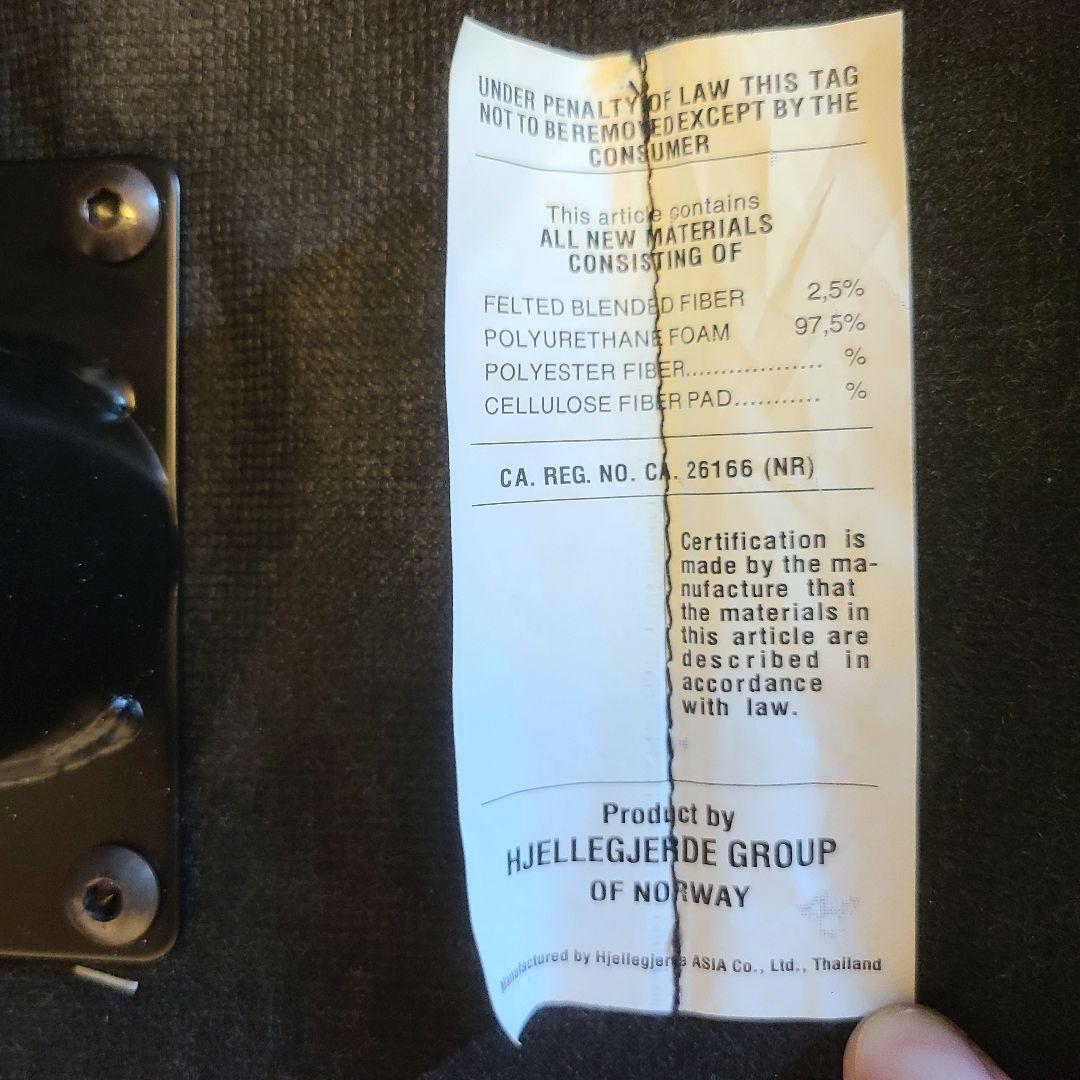 UNDER PENALTY OF LAW THIS TAG
NOT TO BE REMOVED EXCEPT BY THE
CONSUMER
This article contains
ALL NEW MATERIALS
CONSISTING OF
FELTED BLENDED FIBER 2,5%
POLYURETHANE FOAM 97,5%
POLYESTER FIBER.................. %
CELLULOSE FIBER PAD........... %
CA. REG. NO. CA. 26166 (NR)
Certification is
made by the ma-
nufacture that
the materials in
this article are
described in
accordance
with law.
Product by
HJELLEGJERDE GROUP
OF NORWAY
Manufactured by Hjellegjerde ASIA Co., Ltd., Thailand